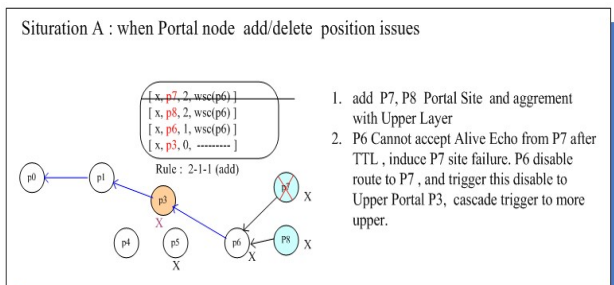 Situration A : when Portal node add/delete position issues
[ x, p7, 2, wsc(p6) ]
[ x, p8, 2, wsc(p6) ]
[ x, p6, 1, wsc(p6) ]
[ x, p3, 0, --------- ]
Rule : 2-1-1 (add)
1. add P7, P8 Portal Site and aggrement
with Upper Layer
2. P6 Cannot accept Alive Echo from P7 after
TTL , induce P7 site failure. P6 disable
route to P7 , and trigger this disable to
Upper Portal P3, cascade trigger to more
upper.
p0
p1
p3
X
p7
X
p4
p5
X
p6
X
P8
X